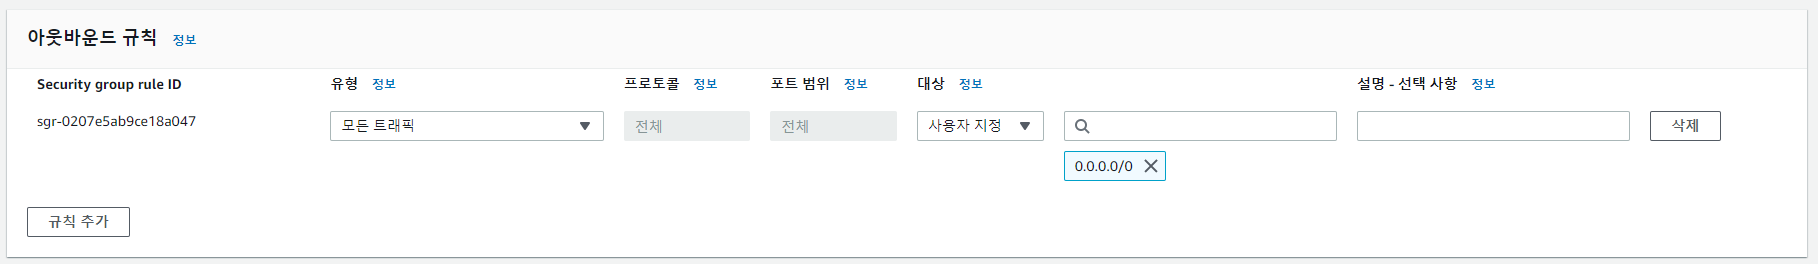 아웃바운드 규칙 정보
Security group rule ID 유형 정보 프로토콜 정보 포트 범위 정보 대상 정보 설명 - 선택 사항 정보
sgr-0207e5ab9ce18a047 모든 트래픽 전체 전체 사용자 지정 삭제
0.0.0.0/0
규칙 추가